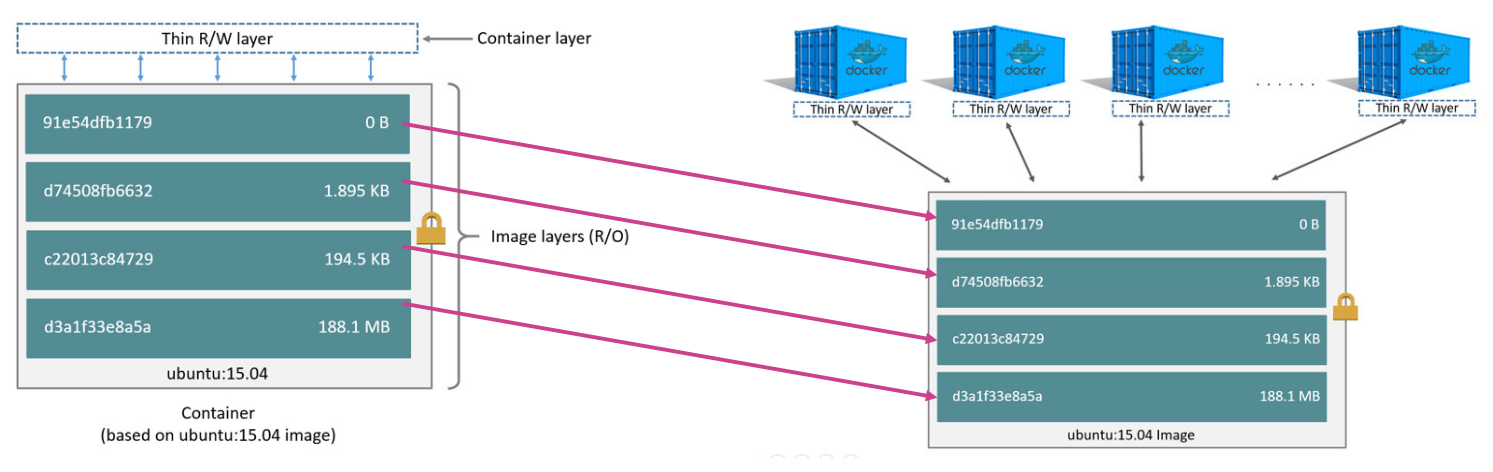 Thin R/W layer
Container layer
91e54dfb1179 0 B
d74508fb6632 1.895 KB
c22013c84729 194.5 KB
d3a1f33e8a5a 188.1 MB
ubuntu:15.04
Image layers (R/O)
Container
(based on ubuntu:15.04 image)
docker docker docker . . . . . . docker
Thin R/W layer Thin R/W layer Thin R/W layer Thin R/W layer
91e54dfb1179 0 B
d74508fb6632 1.895 KB
c22013c84729 194.5 KB
d3a1f33e8a5a 188.1 MB
ubuntu:15.04 Image